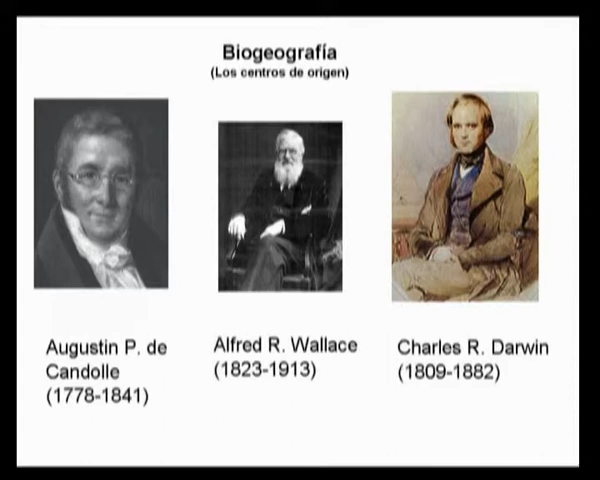 Biogeografía
(Los centros de origen)
Augustin P. de
Candolle
(1778-1841)
Alfred R. Wallace
(1823-1913)
Charles R. Darwin
(1809-1882)